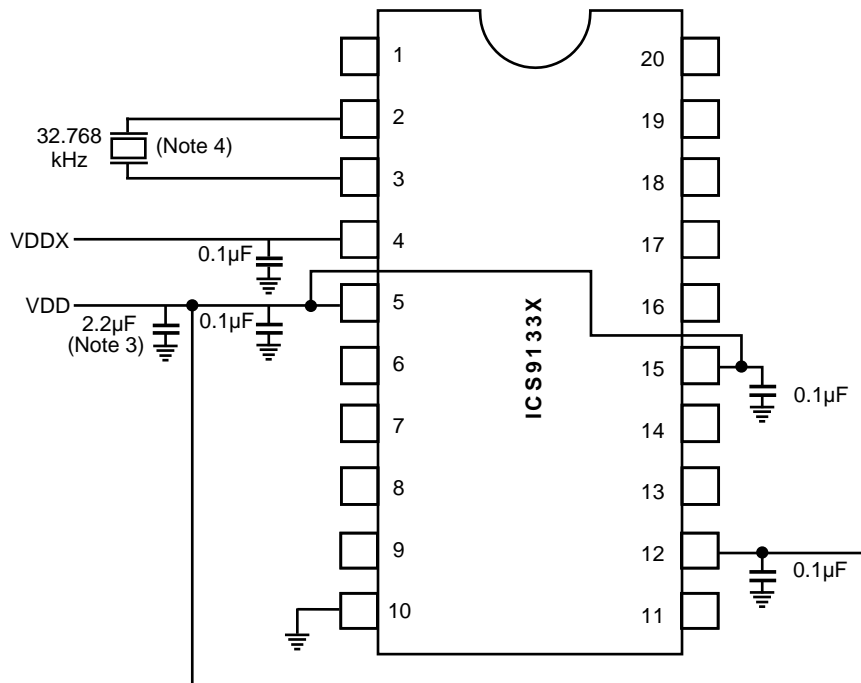 1
20
2
19
32.768
kHz
(Note 4)
3
18
VDDX
0.1µF
4
17
VDD
2.2µF
(Note 3)
0.1µF
5
16
ICS9133X
6
15
0.1µF
7
14
8
13
9
12
0.1µF
10
11